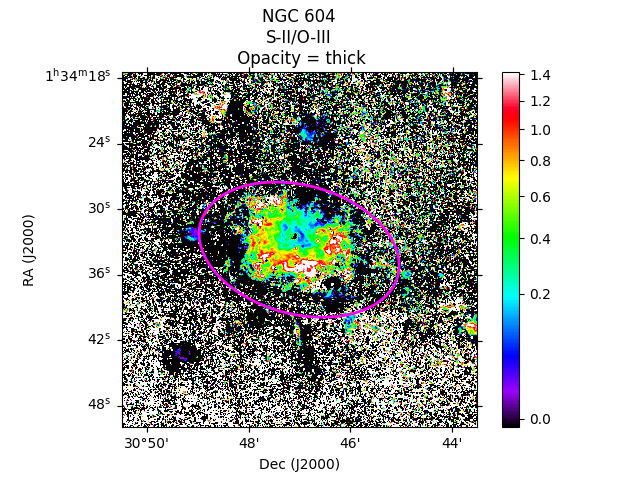 NGC 604
S-II/O-III
Opacity = thick
1ʰ34ᵐ18ˢ
24ˢ
30ˢ
36ˢ
42ˢ
48ˢ
RA (J2000)
30°50' 48' 46' 44'
Dec (J2000)
1.4
1.2
1.0
0.8
0.6
0.4
0.2
0.0